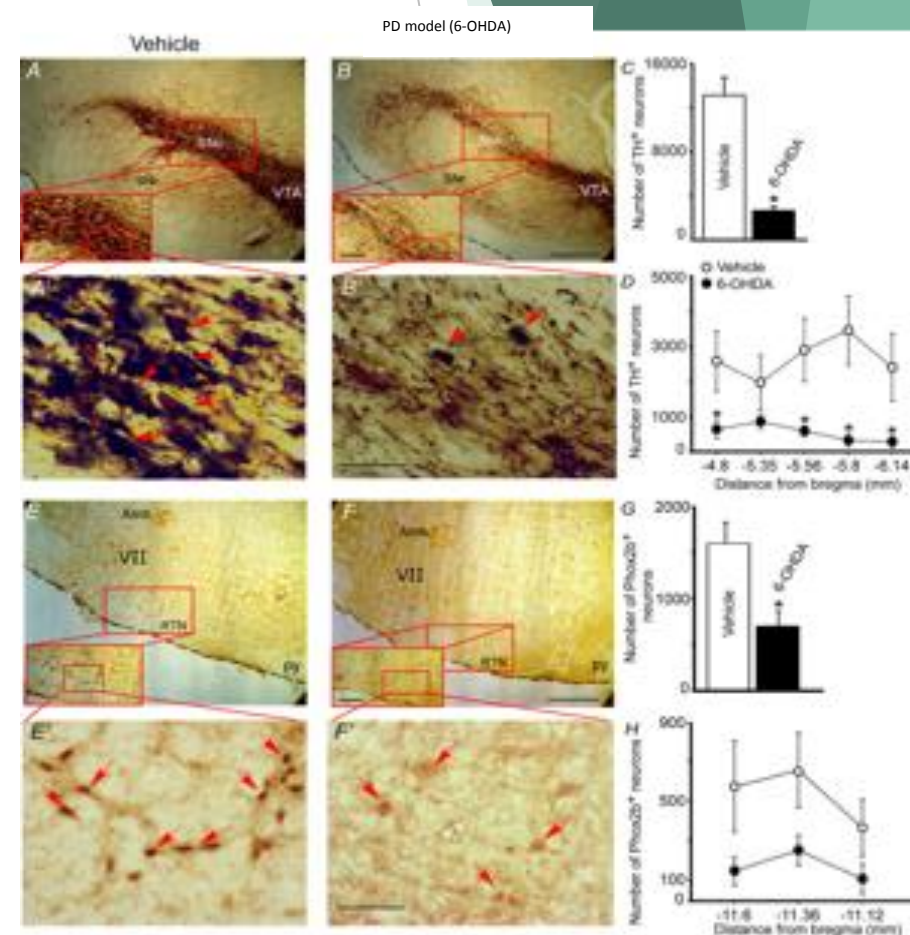 PD model (6-OHDA)
Vehicle
A
B
SNc
VTA
SNr
VTA
C
Number of TH⁺ neurons
16000
8000
0
Vehicle
6-OHDA
A'
B'
D
Vehicle
6-OHDA
Number of TH⁺ neurons
5000
3000
1000
0
-4.8
-5.35
-5.56
-5.8
-6.14
Distance from bregma (mm)
E
VII
RTN
Py
F
VII
RTN
Py
G
Number of Phox2b⁺ neurons
2000
1000
0
Vehicle
6-OHDA
E'
F'
H
Number of Phox2b⁺ neurons
900
500
100
0
-11.6
-11.36
-11.12
Distance from bregma (mm)